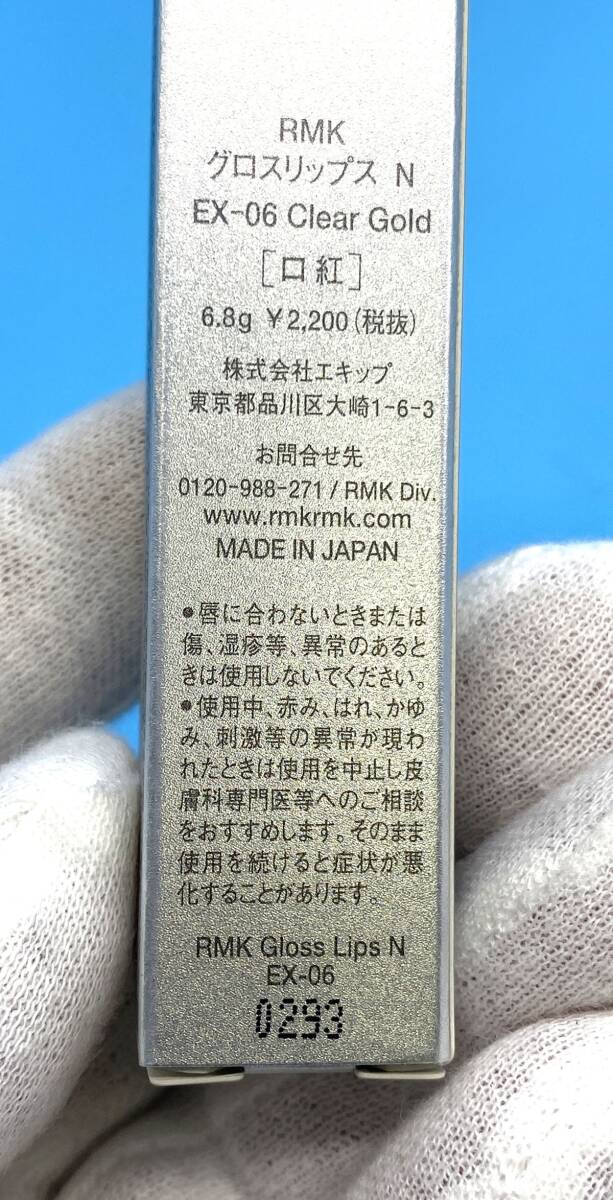 RMK
グロスリップス N
EX-06 Clear Gold
［口紅］
6.8g ¥2,200(税抜)
株式会社エキップ
東京都品川区大崎1-6-3
お問合せ先
0120-988-271 / RMK Div.
www.rmkrmk.com
MADE IN JAPAN
●唇に合わないときまたは
傷、湿疹等、異常のあると
きは使用しないでください。
●使用中、赤み、はれ、かゆ
み、刺激等の異常が現わ
れたときは使用を中止し皮
膚科専門医等へのご相談
をおすすめします。そのまま
使用を続けると症状が悪
化することがあります。
RMK Gloss Lips N
EX-06
0293